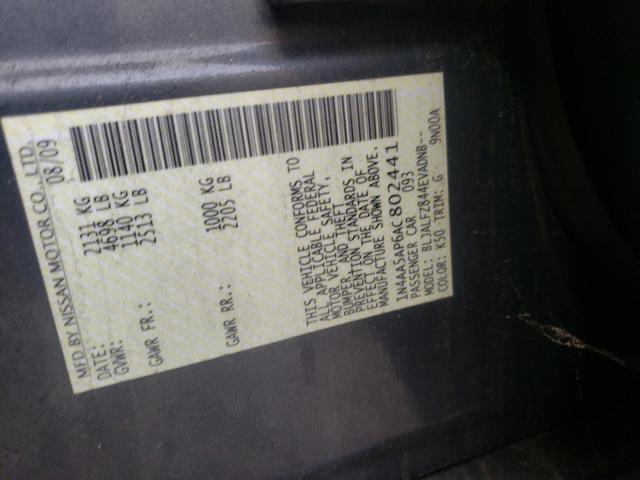 MFD BY NISSAN MOTOR CO., LTD.
DATE: 08/09
GVWR: 2131 KG
4698 LB
GAWR FR.: 1140 KG
2513 LB
GAWR RR.: 1000 KG
2205 LB
THIS VEHICLE CONFORMS TO
ALL APPLICABLE FEDERAL
MOTOR VEHICLE SAFETY,
BUMPER, AND THEFT
PREVENTION STANDARDS IN
EFFECT ON THE DATE OF
MANUFACTURE SHOWN ABOVE.
1N4AA5AP6AC802441
PASSENGER CAR 093
MODEL: BLJALFZ844EVADNB--
COLOR: K50 TRIM: G 9N00A